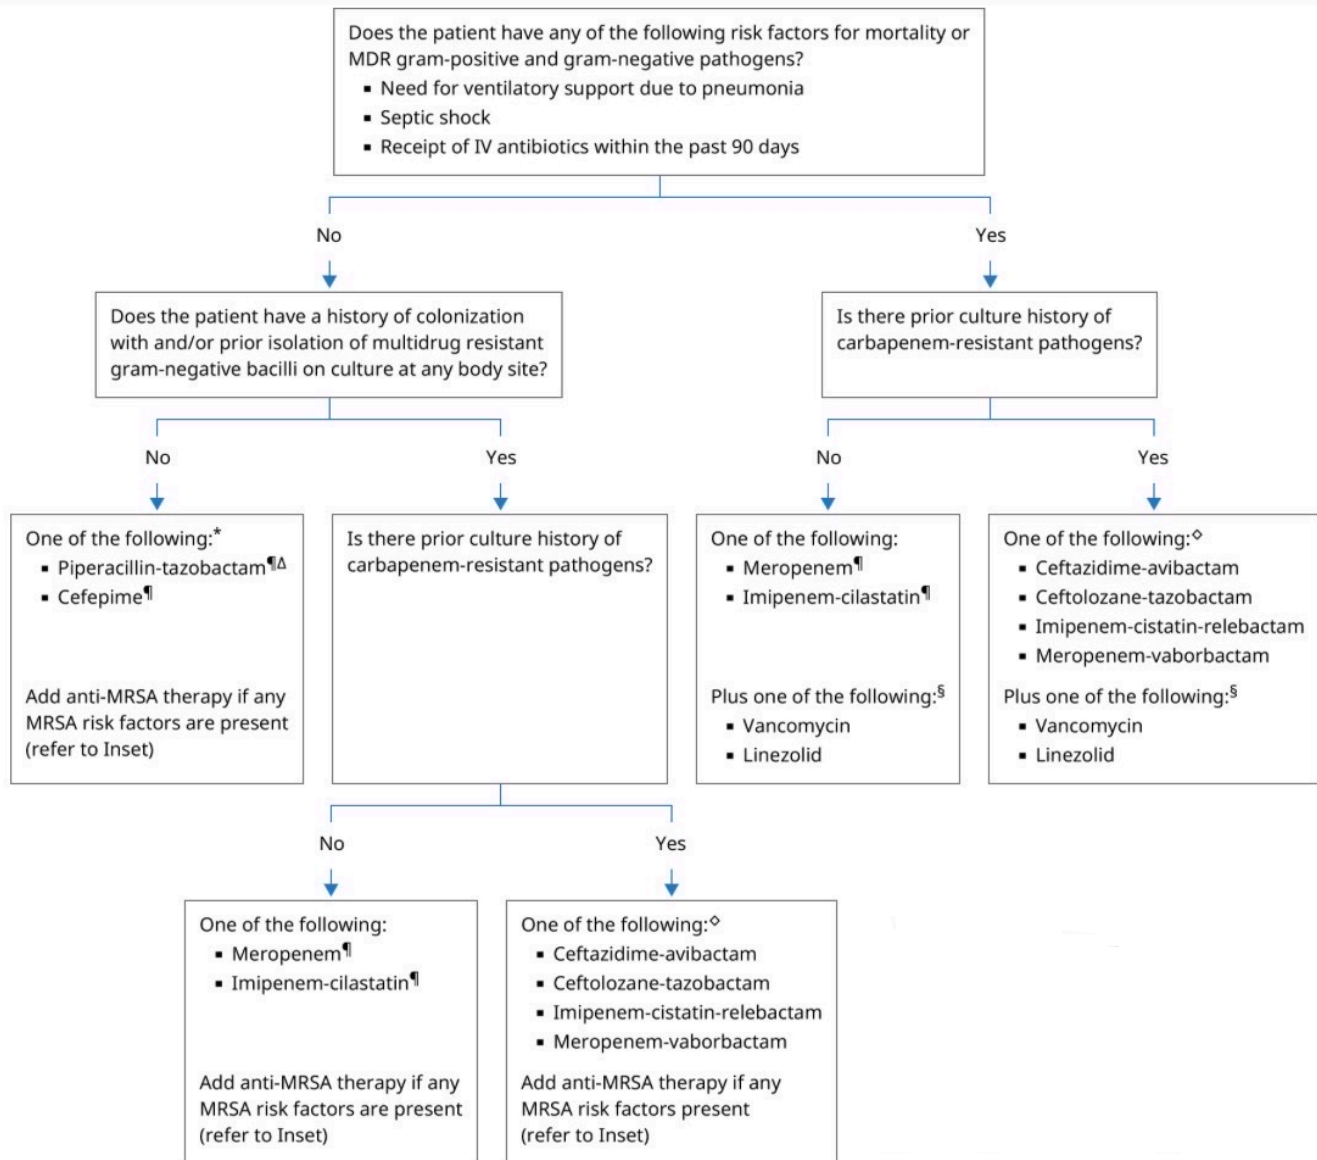 Does the patient have any of the following risk factors for mortality or
MDR gram-positive and gram-negative pathogens?
▪ Need for ventilatory support due to pneumonia
▪ Septic shock
▪ Receipt of IV antibiotics within the past 90 days
No
Yes
Does the patient have a history of colonization
with and/or prior isolation of multidrug resistant
gram-negative bacilli on culture at any body site?
Is there prior culture history of
carbapenem-resistant pathogens?
No
Yes
No
Yes
One of the following:*
▪ Piperacillin-tazobactam¶Δ
▪ Cefepime¶
Add anti-MRSA therapy if any
MRSA risk factors are present
(refer to Inset)
Is there prior culture history of
carbapenem-resistant pathogens?
One of the following:
▪ Meropenem¶
▪ Imipenem-cilastatin¶
Plus one of the following:§
▪ Vancomycin
▪ Linezolid
One of the following:◇
▪ Ceftazidime-avibactam
▪ Ceftolozane-tazobactam
▪ Imipenem-cistatin-relebactam
▪ Meropenem-vaborbactam
Plus one of the following:§
▪ Vancomycin
▪ Linezolid
No
Yes
One of the following:
▪ Meropenem¶
▪ Imipenem-cilastatin¶
Add anti-MRSA therapy if any
MRSA risk factors are present
(refer to Inset)
One of the following:◇
▪ Ceftazidime-avibactam
▪ Ceftolozane-tazobactam
▪ Imipenem-cistatin-relebactam
▪ Meropenem-vaborbactam
Add anti-MRSA therapy if any
MRSA risk factors present
(refer to Inset)